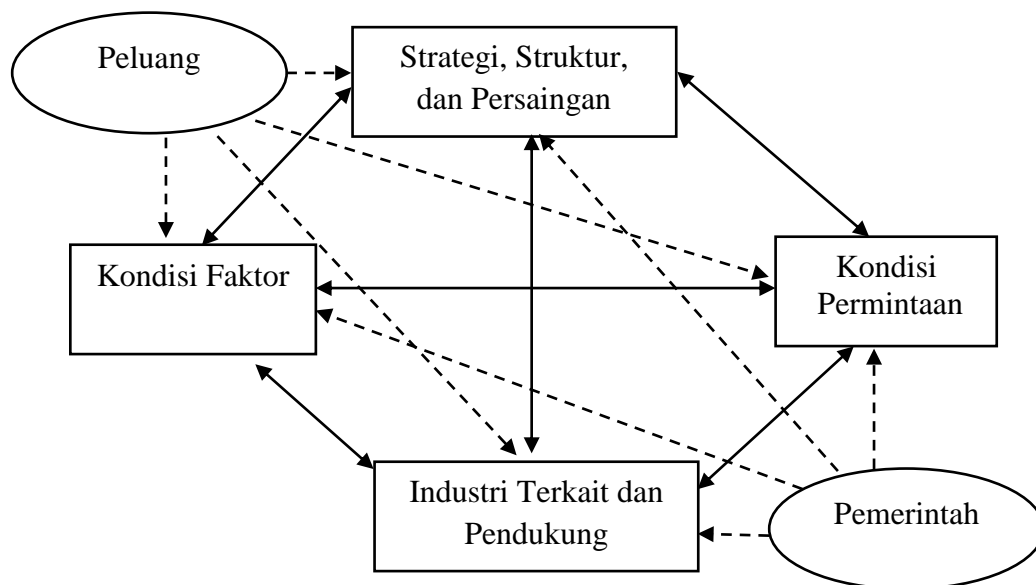 Peluang
Strategi, Struktur,
dan Persaingan
Kondisi Faktor
Kondisi
Permintaan
Industri Terkait dan
Pendukung
Pemerintah